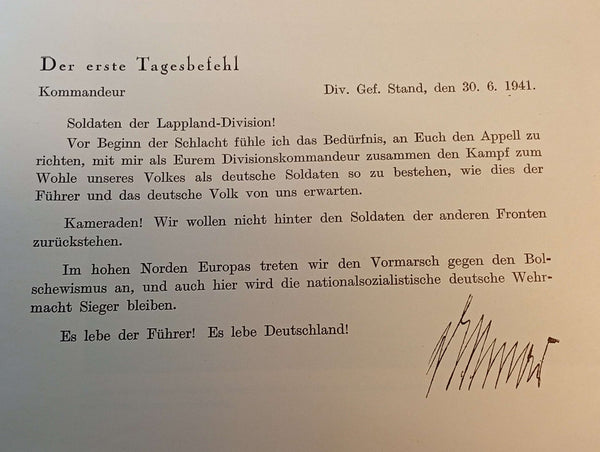 Der erste Tagesbefehl
Kommandeur Div. Gef. Stand, den 30. 6. 1941.
Soldaten der Lappland-Division!
Vor Beginn der Schlacht fühle ich das Bedürfnis, an Euch den Appell zu
richten, mit mir als Eurem Divisionskommandeur zusammen den Kampf zum
Wohle unseres Volkes als deutsche Soldaten so zu bestehen, wie dies der
Führer und das deutsche Volk von uns erwarten.
Kameraden! Wir wollen nicht hinter den Soldaten der anderen Fronten
zurückstehen.
Im hohen Norden Europas treten wir den Vormarsch gegen den Bol-
schewismus an, und auch hier wird die nationalsozialistische deutsche Wehr-
macht Sieger bleiben.
Es lebe der Führer! Es lebe Deutschland!